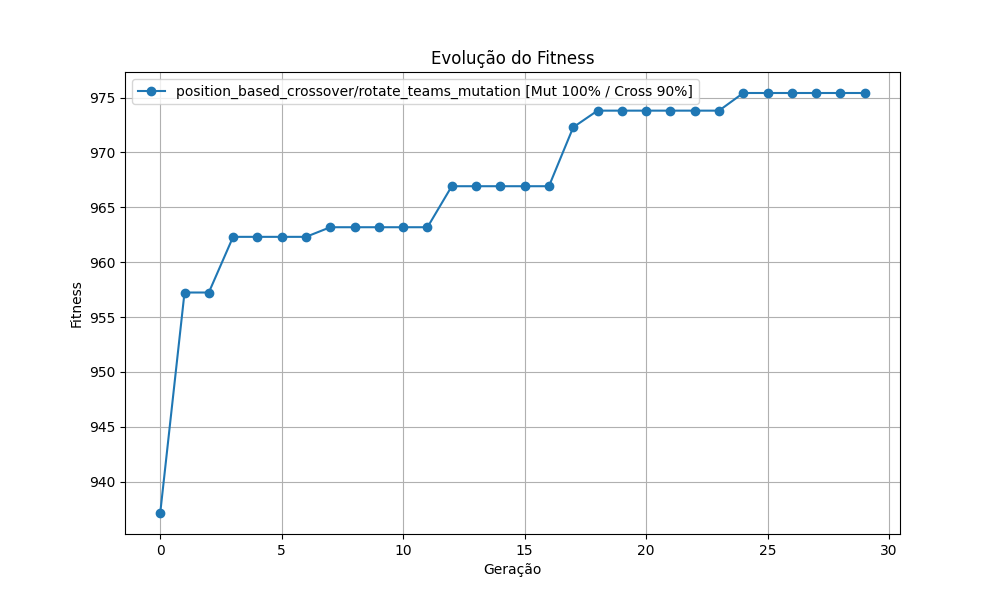 Evolução do Fitness
position_based_crossover/rotate_teams_mutation [Mut 100% / Cross 90%]
975
970
965
960
955
950
945
940
Fitness
0 5 10 15 20 25 30
Geração